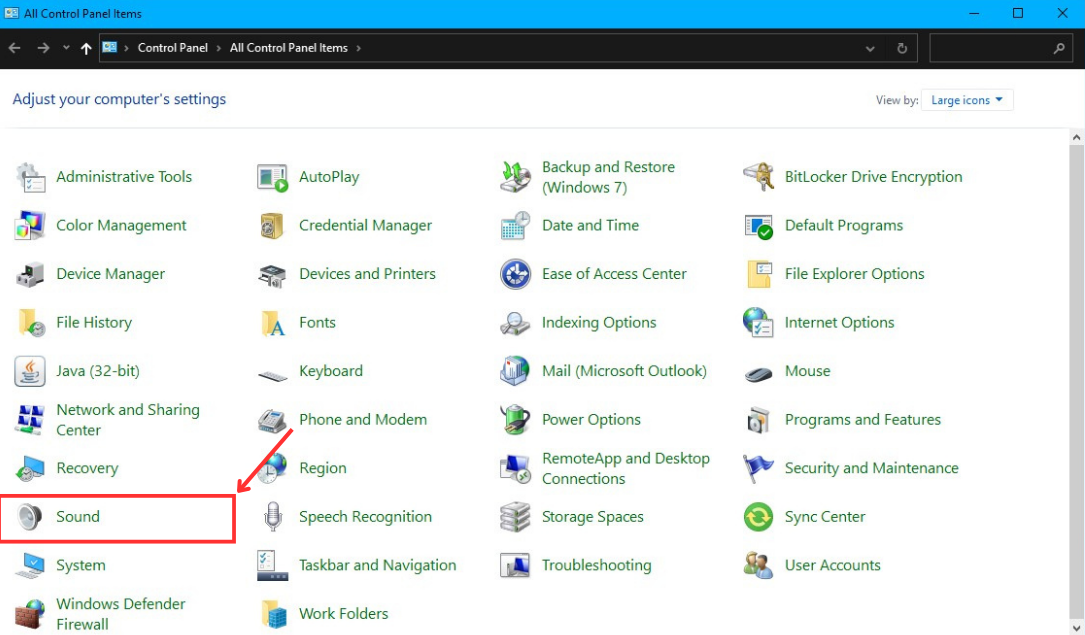 All Control Panel Items
Control Panel > All Control Panel Items >
Adjust your computer's settings
View by: Large icons
Administrative Tools
AutoPlay
Backup and Restore
(Windows 7)
BitLocker Drive Encryption
Color Management
Credential Manager
Date and Time
Default Programs
Device Manager
Devices and Printers
Ease of Access Center
File Explorer Options
File History
Fonts
Indexing Options
Internet Options
Java (32-bit)
Keyboard
Mail (Microsoft Outlook)
Mouse
Network and Sharing
Center
Phone and Modem
Power Options
Programs and Features
Recovery
Region
RemoteApp and Desktop
Connections
Security and Maintenance
Sound
Speech Recognition
Storage Spaces
Sync Center
System
Taskbar and Navigation
Troubleshooting
User Accounts
Windows Defender
Firewall
Work Folders